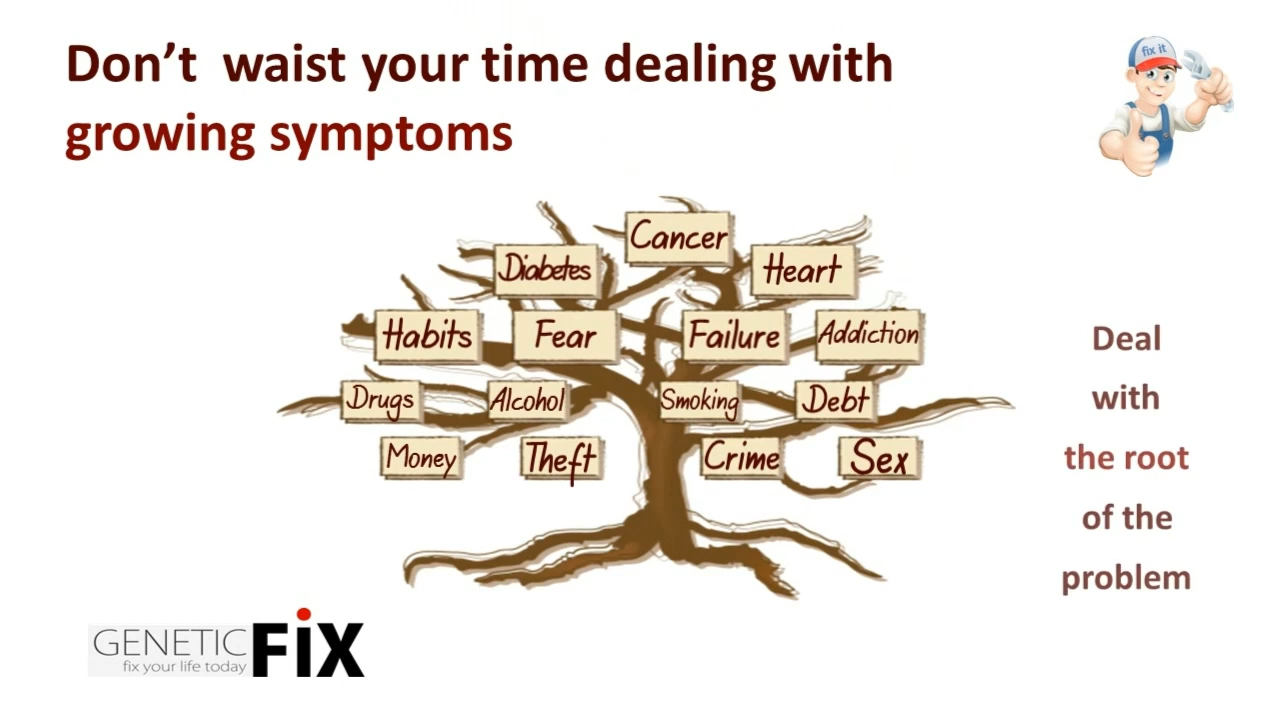 Don't  waist your time dealing with
growing symptoms
fix it
Cancer
Diabetes
Heart
Habits
Fear
Failure
Addiction
Drugs
Alcohol
Smoking
Debt
Money
Theft
Crime
Sex
Deal
with
the root
of the
problem
GENETIC FiX
fix your life today